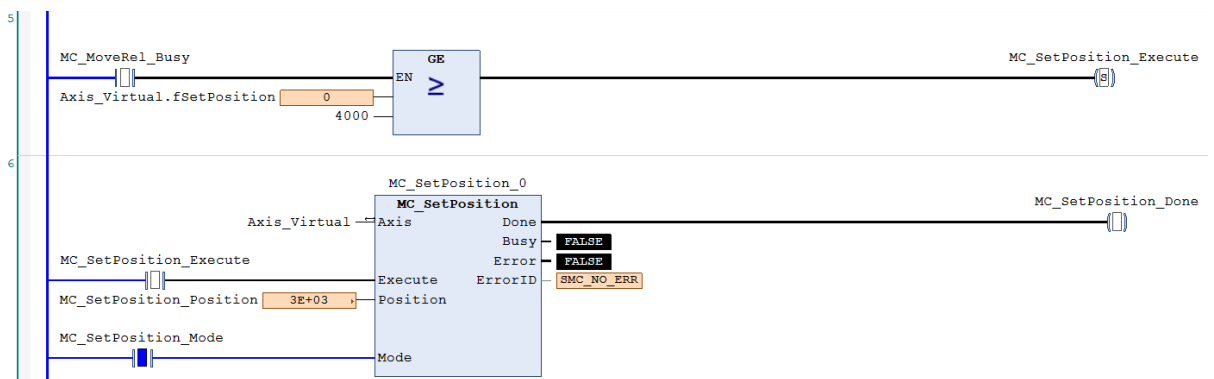 5
MC_MoveRel_Busy
GE
MC_SetPosition_Execute
EN
≥
S
Axis_Virtual.fSetPosition 0
4000
6
MC_SetPosition_0
MC_SetPosition
MC_SetPosition_Done
Axis_Virtual Axis Done
Busy FALSE
MC_SetPosition_Execute
Error FALSE
Execute ErrorID SMC_NO_ERR
MC_SetPosition_Position 3E+03 Position
MC_SetPosition_Mode
Mode